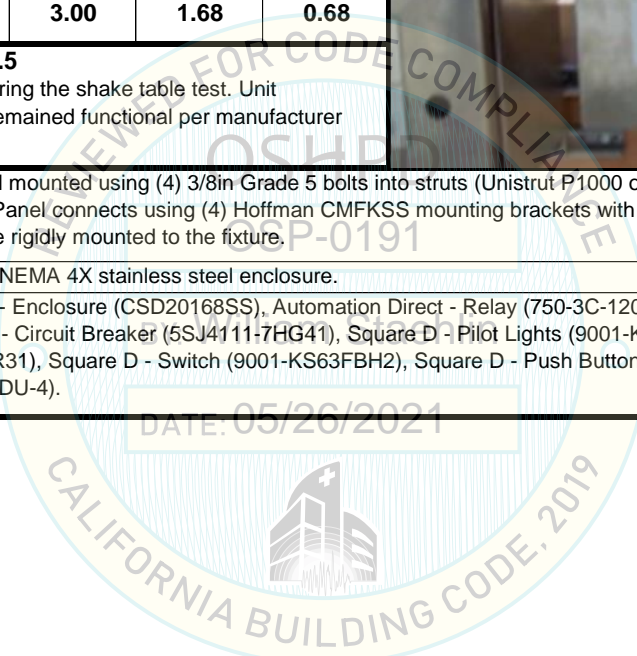 3.00 1.68 0.68
.5
ring the shake table test. Unit
emained functional per manufacturer
l mounted using (4) 3/8in Grade 5 bolts into struts (Unistrut P1000 o
Panel connects using (4) Hoffman CMFKSS mounting brackets with
e rigidly mounted to the fixture.
NEMA 4X stainless steel enclosure.
- Enclosure (CSD20168SS), Automation Direct - Relay (750-3C-120
- Circuit Breaker (5SJ4111-7HG41), Square D - Pilot Lights (9001-K
R31), Square D - Switch (9001-KS63FBH2), Square D - Push Button
DU-4).
REVIEWED FOR CODE COMPLIANCE
OSHPD
OSP-0191
BY: William Staehlin
DATE: 05/26/2021
CALIFORNIA BUILDING CODE, 2019